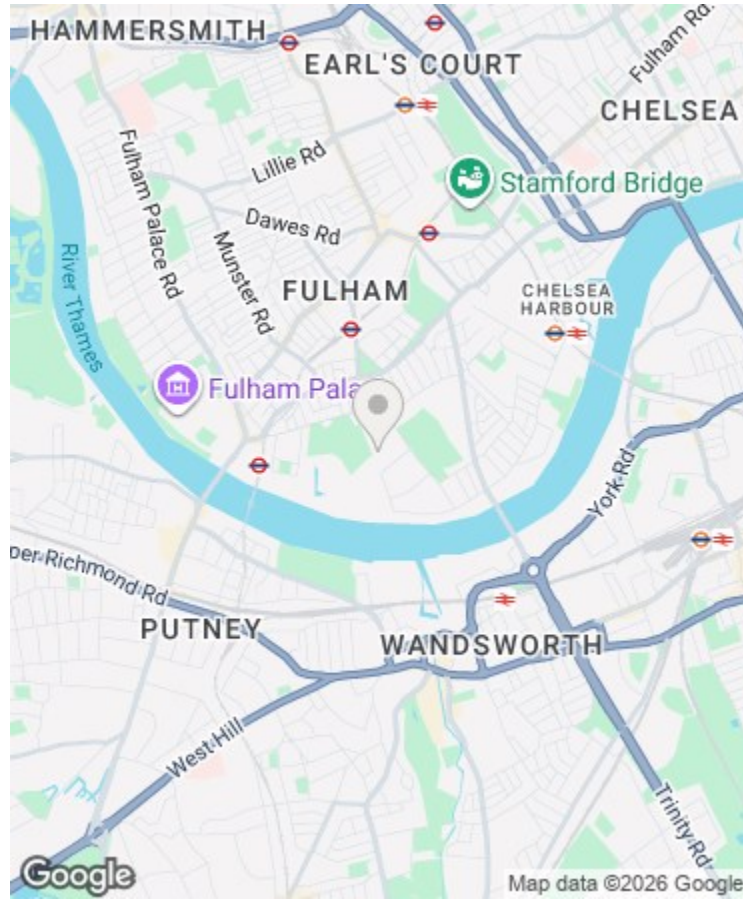 HAMMERSMITH
EARL'S COURT
Fulham Rd.
CHELSEA
Lillie Rd
Fulham Palace Rd
Stamford Bridge
Dawes Rd
Munster Rd
River Thames
FULHAM
CHELSEA
HARBOUR
Fulham Pala
York Rd
per Richmond Rd
PUTNEY
WANDSWORTH
West Hill
Trinity Rd
Google
Map data ©2026 Google